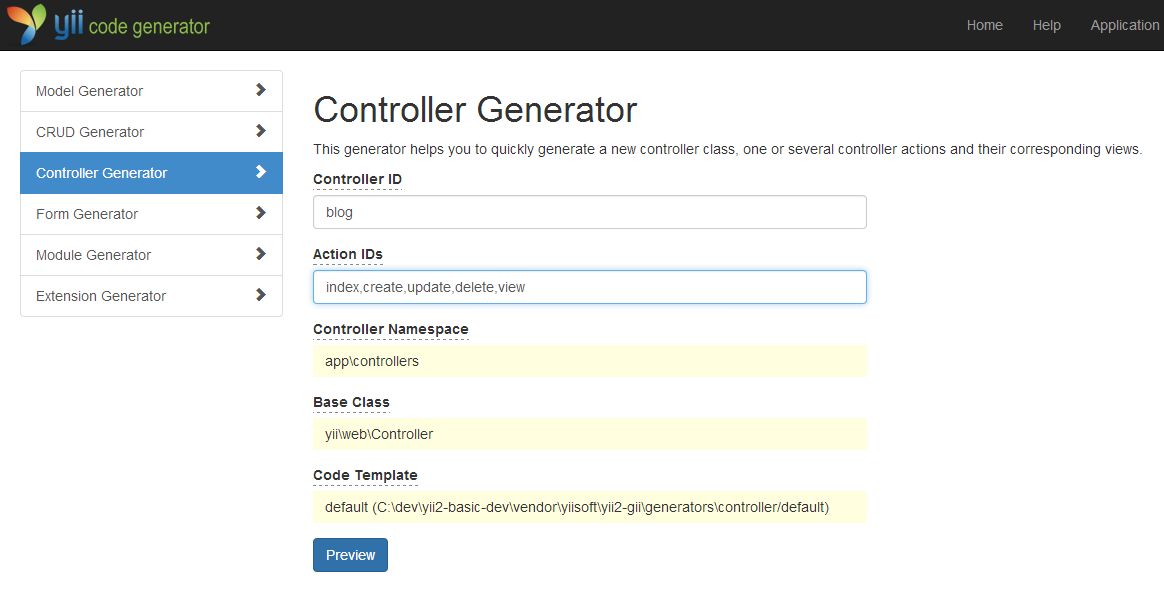 yii code generator
Home Help Application
Model Generator
CRUD Generator
Controller Generator
Form Generator
Module Generator
Extension Generator
Controller Generator
This generator helps you to quickly generate a new controller class, one or several controller actions and their corresponding views.
Controller ID
blog
Action IDs
index,create,update,delete,view
Controller Namespace
app\controllers
Base Class
yii\web\Controller
Code Template
default (C:\dev\yii2-basic-dev\vendor\yiisoft\yii2-gii\generators\controller/default)
Preview